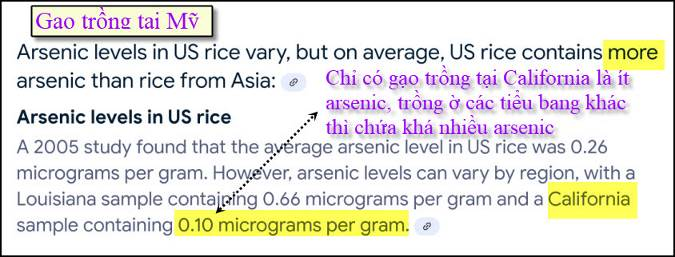 Gạo trồng tại Mỹ
Arsenic levels in US rice vary, but on average, US rice contains more
arsenic than rice from Asia:
Chỉ có gạo trồng tại California là ít
arsenic, trồng ờ các tiểu bang khác
thì chứa khá nhiều arsenic
Arsenic levels in US rice
A 2005 study found that the average arsenic level in US rice was 0.26
micrograms per gram. However, arsenic levels can vary by region, with a
Louisiana sample containing 0.66 micrograms per gram and a California
sample containing 0.10 micrograms per gram.